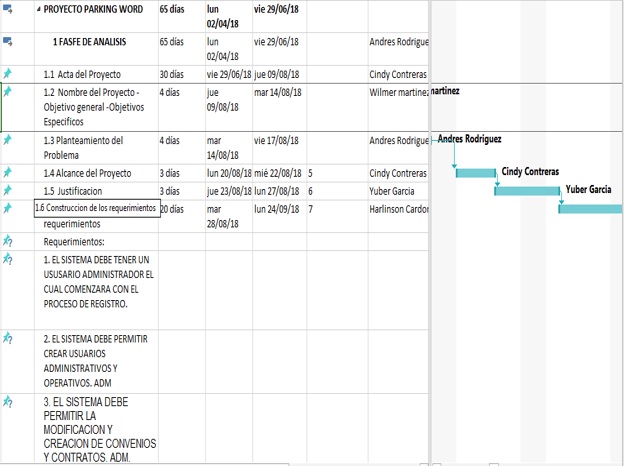 PROYECTO PARKING WORD 65 días lun 02/04/18 vie 29/06/18
1 FASFE DE ANALISIS 65 días lun 02/04/18 vie 29/06/18 Andres Rodrigue
1.1 Acta del Proyecto 30 días vie 29/06/18 jue 09/08/18 Cindy Contreras
1.2 Nombre del Proyecto - 4 días jue mar 14/08/18 Wilmer martinez martinez
Objetivo general -Objetivos 09/08/18
Especificos
1.3 Planteamiento del 4 días mar vie 17/08/18 Andres Rodrigue Andres Rodriguez
Problema 14/08/18
1.4 Alcance del Proyecto 3 días lun 20/08/18 mié 22/08/18 5 Cindy Contreras Cindy Contreras
1.5 Justificacion 3 días jue 23/08/18 lun 27/08/18 6 Yuber Garcia Yuber Garcia
1.6 Construccion de los requerimientos 20 días mar lun 24/09/18 7 Harlinson Cardor
requerimientos 28/08/18
Requerimientos:
1. EL SISTEMA DEBE TENER UN
USUSARIO ADMINISTRADOR EL
CUAL COMENZARA CON EL
PROCESO DE REGISTRO.
2. EL SISTEMA DEBE PERMITIR
CREAR USUARIOS
ADMINISTRATIVOS Y
OPERATIVOS. ADM
3. EL SISTEMA DEBE
PERMITIR LA
MODIFICACION Y
CREACION DE CONVENIOS
Y CONTRATOS. ADM.